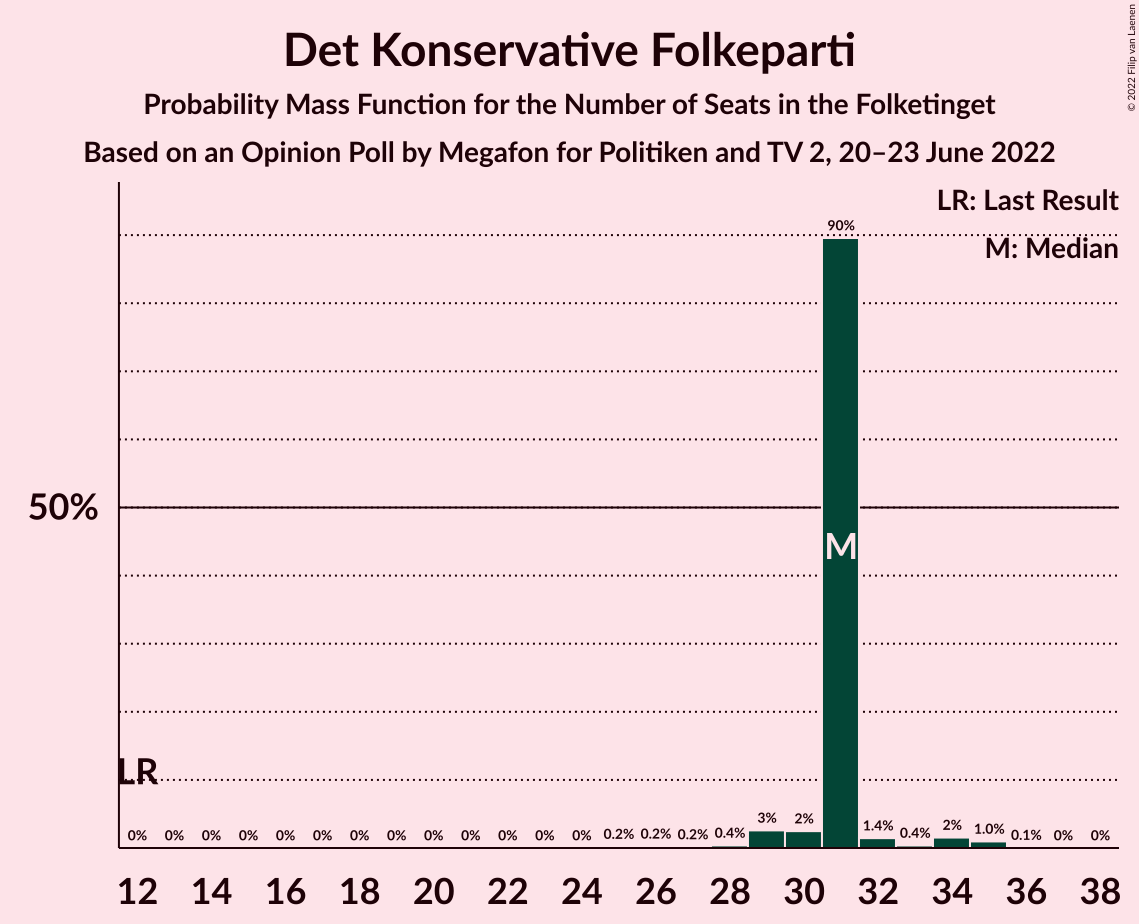 Det Konservative Folkeparti
Probability Mass Function for the Number of Seats in the Folketinget
Based on an Opinion Poll by Megafon for Politiken and TV 2, 20–23 June 2022
© 2022 Filip van Laenen
LR: Last Result
M: Median
90%
50%
M
LR
0% 0% 0% 0% 0% 0% 0% 0% 0% 0% 0% 0% 0% 0.2% 0.2% 0.2% 0.4% 3% 2% 1.4% 0.4% 2% 1.0% 0.1% 0% 0%
12 14 16 18 20 22 24 26 28 30 32 34 36 38